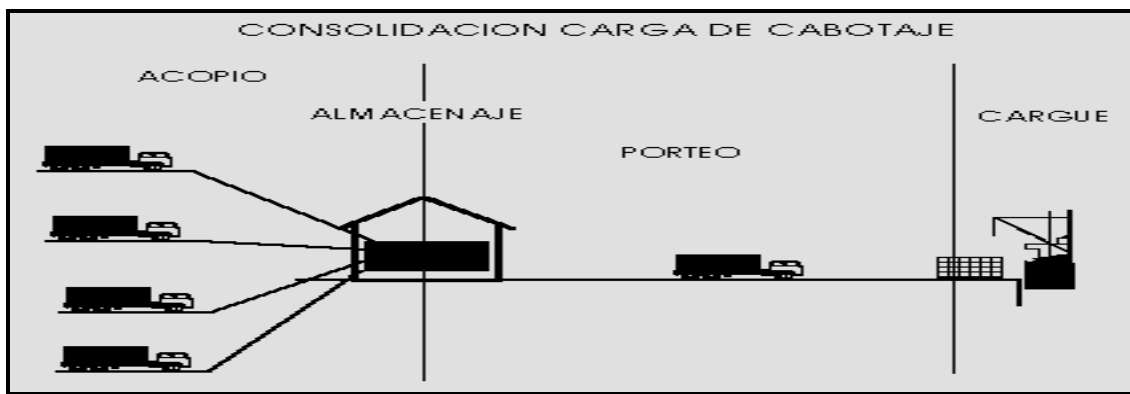 CONSOLIDACION CARGA DE CABOTAJE
ACOPIO
ALMACENAJE
CARGUE
PORTEO